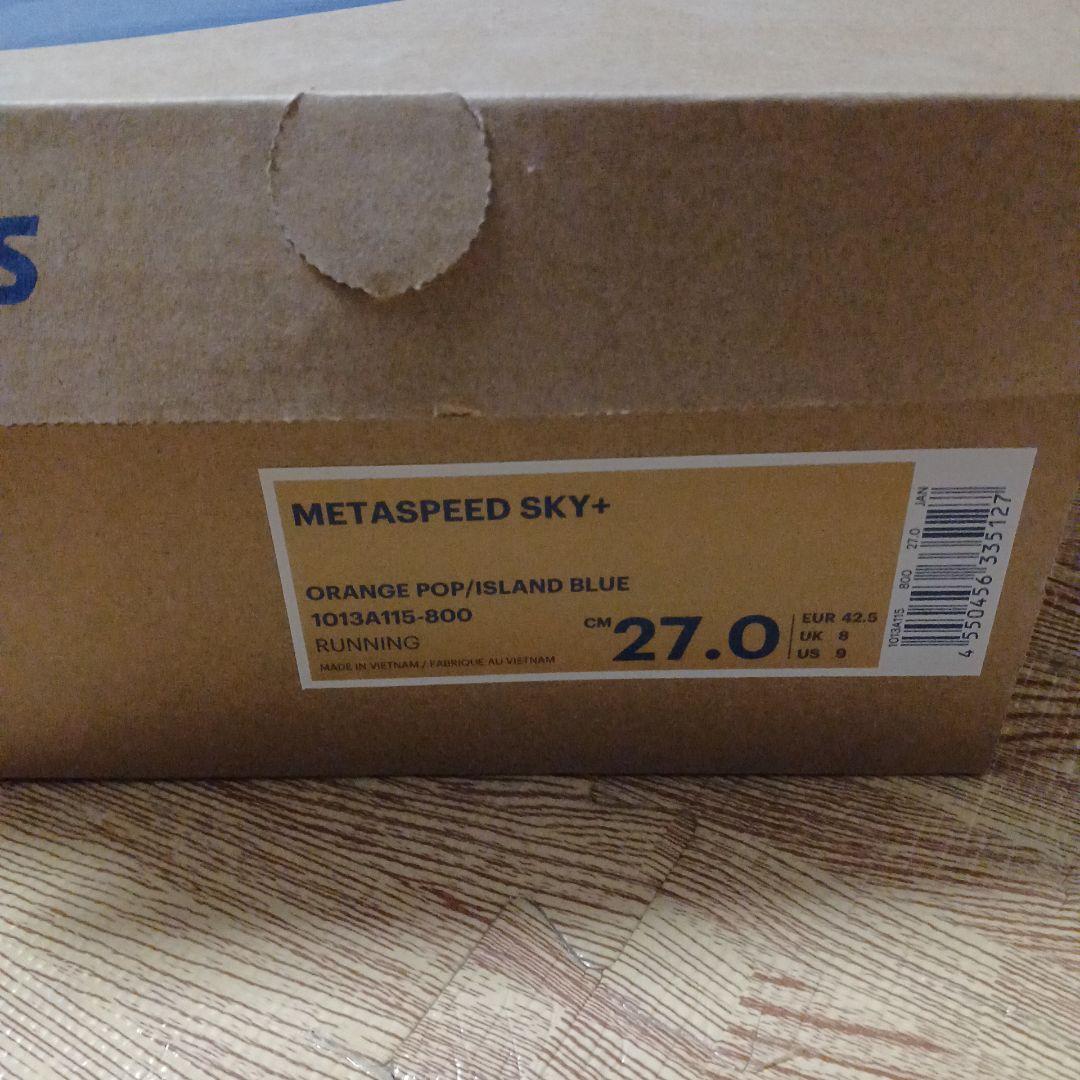 S
METASPEED SKY+
ORANGE POP/ISLAND BLUE
1013A115-800
RUNNING
MADE IN VIETNAM / FABRIQUE AU VIETNAM
CM 27.0
EUR 42.5
UK 8
US 9
1013A115 800 27.0 JAN
4 550456 335127